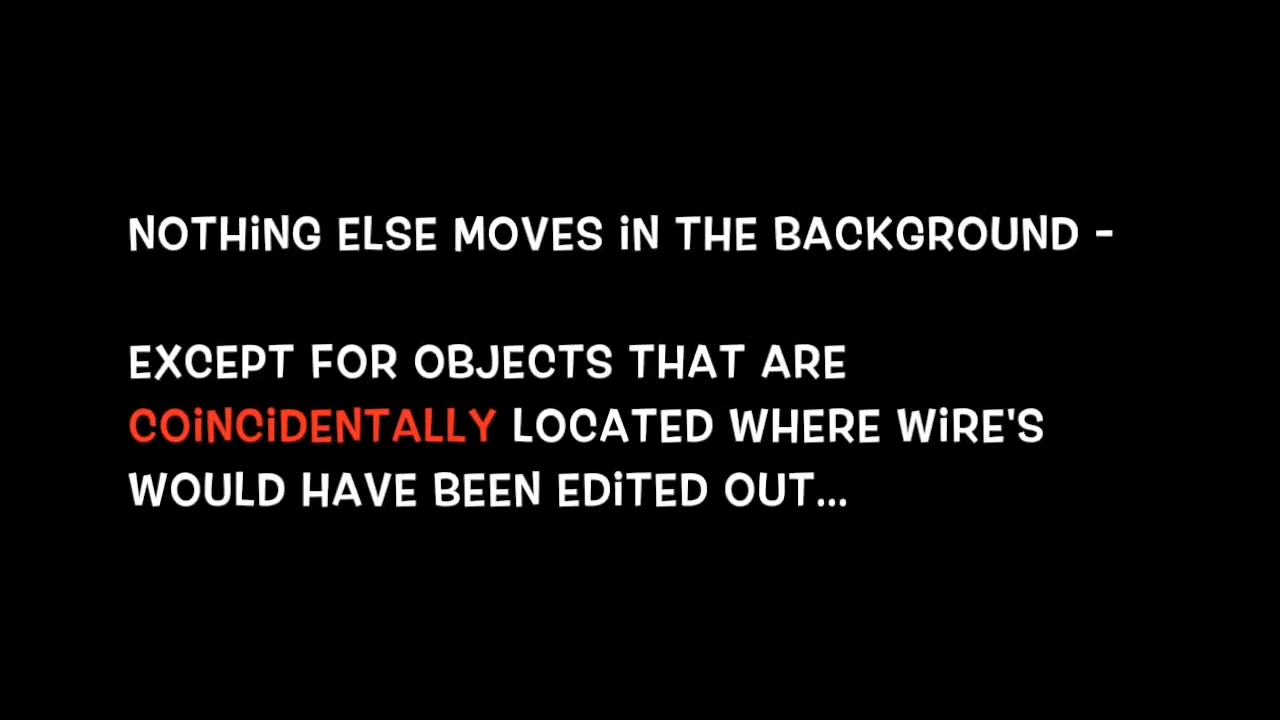 NOTHiNG ELSE MOVES iN THE BACKGROUND -
EXCEPT FOR OBJECTS THAT ARE
COiNCiDENTALLY LOCATED WHERE WiRE'S
WOULD HAVE BEEN EDiTED OUT...